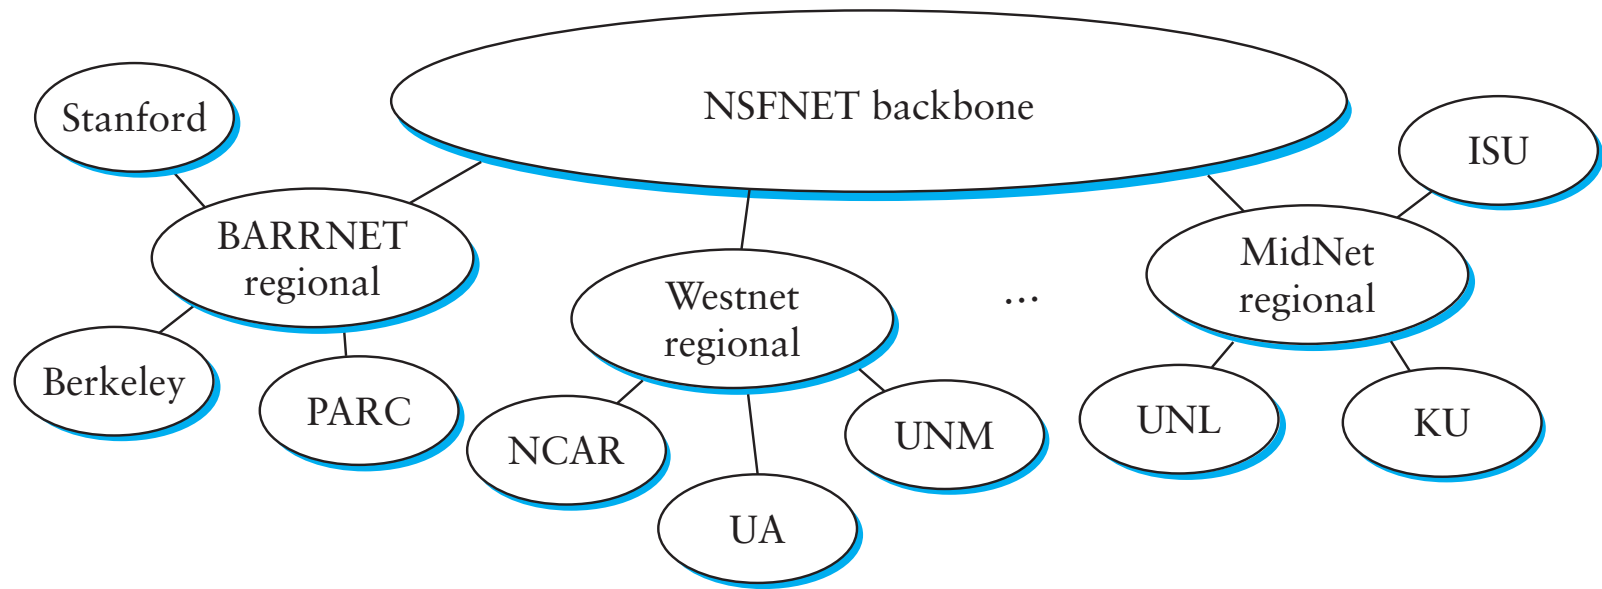 NSFNET backbone
Stanford
ISU
BARRNET
regional
MidNet
regional
Westnet
regional
...
Berkeley
PARC
NCAR
UA
UNM
UNL
KU